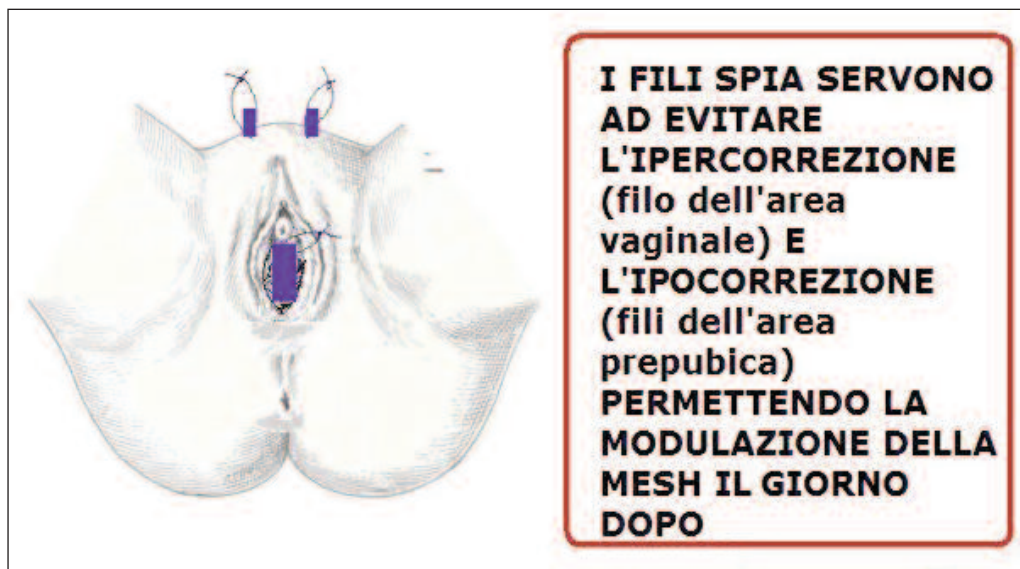 I FILI SPIA SERVONO
AD EVITARE
L'IPERCORREZIONE
(filo dell'area
vaginale) E
L'IPOCORREZIONE
(fili dell'area
prepubica)
PERMETTENDO LA
MODULAZIONE DELLA
MESH IL GIORNO
DOPO